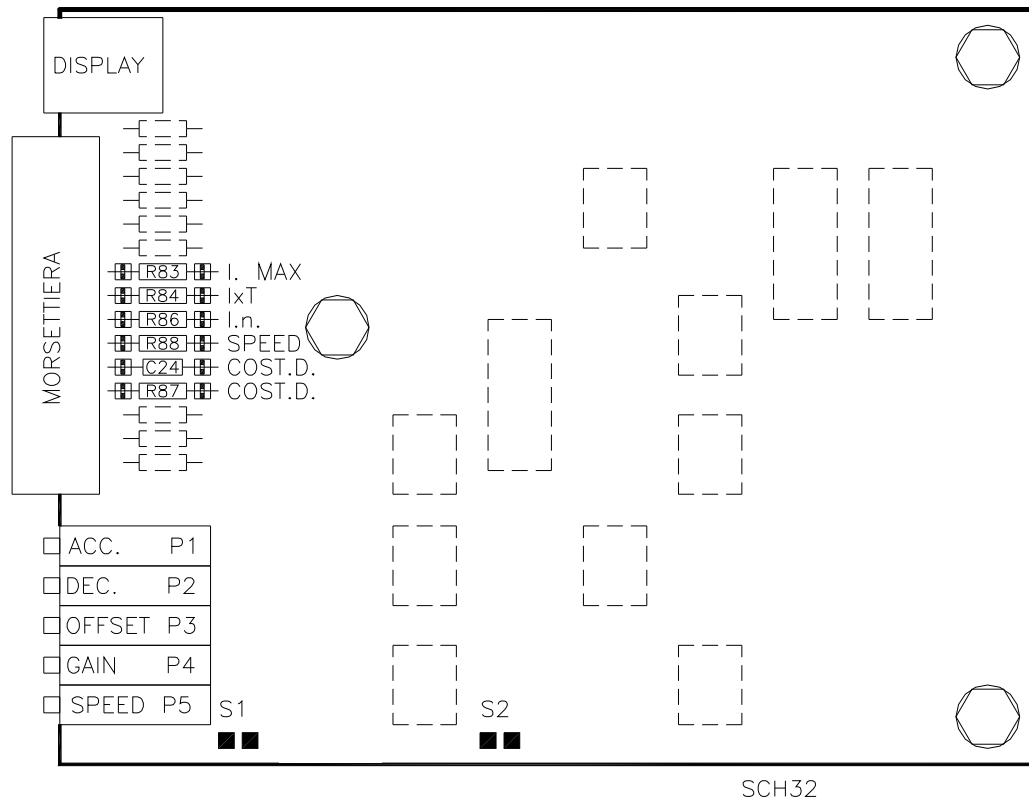 DISPLAY
MORSETTIERA
R83 I. MAX
R84 IxT
R86 I.n.
R88 SPEED
C24 COST.D.
R87 COST.D.
ACC. P1
DEC. P2
OFFSET P3
GAIN P4
SPEED P5
S1
S2
SCH32